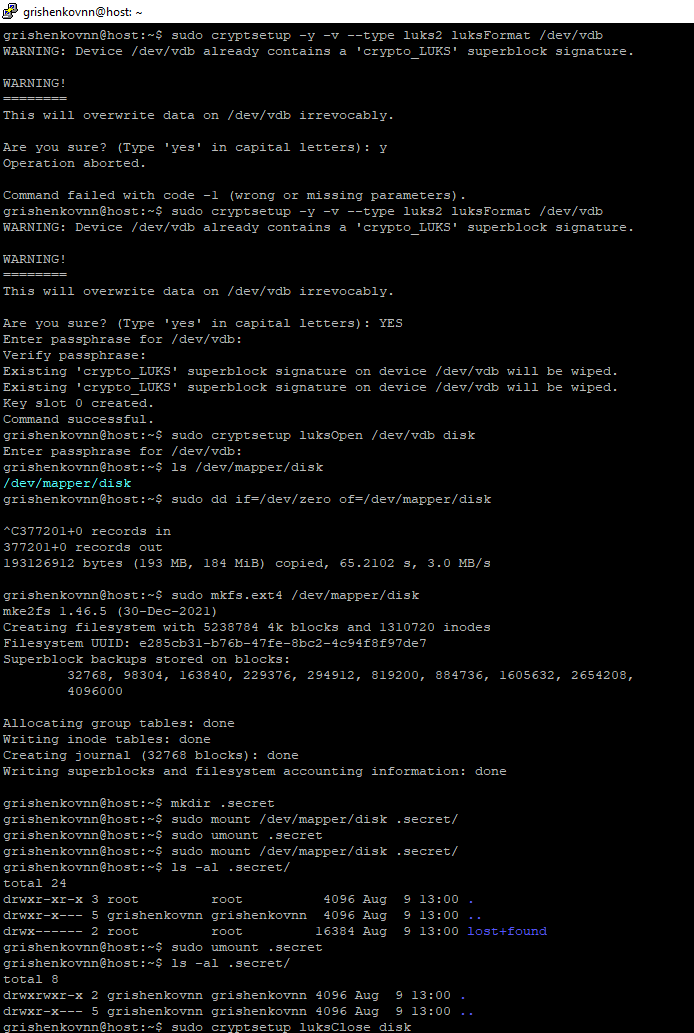 grishenkovnn@host: ~
grishenkovnn@host:~$ sudo cryptsetup -y -v --type luks2 luksFormat /dev/vdb
WARNING: Device /dev/vdb already contains a 'crypto_LUKS' superblock signature.
WARNING!
========
This will overwrite data on /dev/vdb irrevocably.
Are you sure? (Type 'yes' in capital letters): y
Operation aborted.
Command failed with code -1 (wrong or missing parameters).
grishenkovnn@host:~$ sudo cryptsetup -y -v --type luks2 luksFormat /dev/vdb
WARNING: Device /dev/vdb already contains a 'crypto_LUKS' superblock signature.
WARNING!
========
This will overwrite data on /dev/vdb irrevocably.
Are you sure? (Type 'yes' in capital letters): YES
Enter passphrase for /dev/vdb:
Verify passphrase:
Existing 'crypto_LUKS' superblock signature on device /dev/vdb will be wiped.
Existing 'crypto_LUKS' superblock signature on device /dev/vdb will be wiped.
Key slot 0 created.
Command successful.
grishenkovnn@host:~$ sudo cryptsetup luksOpen /dev/vdb disk
Enter passphrase for /dev/vdb:
grishenkovnn@host:~$ ls /dev/mapper/disk
/dev/mapper/disk
grishenkovnn@host:~$ sudo dd if=/dev/zero of=/dev/mapper/disk
^C377201+0 records in
377201+0 records out
193126912 bytes (193 MB, 184 MiB) copied, 65.2102 s, 3.0 MB/s
grishenkovnn@host:~$ sudo mkfs.ext4 /dev/mapper/disk
mke2fs 1.46.5 (30-Dec-2021)
Creating filesystem with 5238784 4k blocks and 1310720 inodes
Filesystem UUID: e285cb31-b76b-47fe-8bc2-4c94f8f97de7
Superblock backups stored on blocks:
        32768, 98304, 163840, 229376, 294912, 819200, 884736, 1605632, 2654208,
        4096000
Allocating group tables: done
Writing inode tables: done
Creating journal (32768 blocks): done
Writing superblocks and filesystem accounting information: done
grishenkovnn@host:~$ mkdir .secret
grishenkovnn@host:~$ sudo mount /dev/mapper/disk .secret/
grishenkovnn@host:~$ sudo umount .secret
grishenkovnn@host:~$ sudo mount /dev/mapper/disk .secret/
grishenkovnn@host:~$ ls -al .secret/
total 24
drwxr-xr-x 3 root         root          4096 Aug  9 13:00 .
drwxr-x--- 5 grishenkovnn grishenkovnn  4096 Aug  9 13:00 ..
drwx------ 2 root         root         16384 Aug  9 13:00 lost+found
grishenkovnn@host:~$ sudo umount .secret
grishenkovnn@host:~$ ls -al .secret/
total 8
drwxrwxr-x 2 grishenkovnn grishenkovnn 4096 Aug  9 13:00 .
drwxr-x--- 5 grishenkovnn grishenkovnn 4096 Aug  9 13:00 ..
grishenkovnn@host:~$ sudo cryptsetup luksClose disk